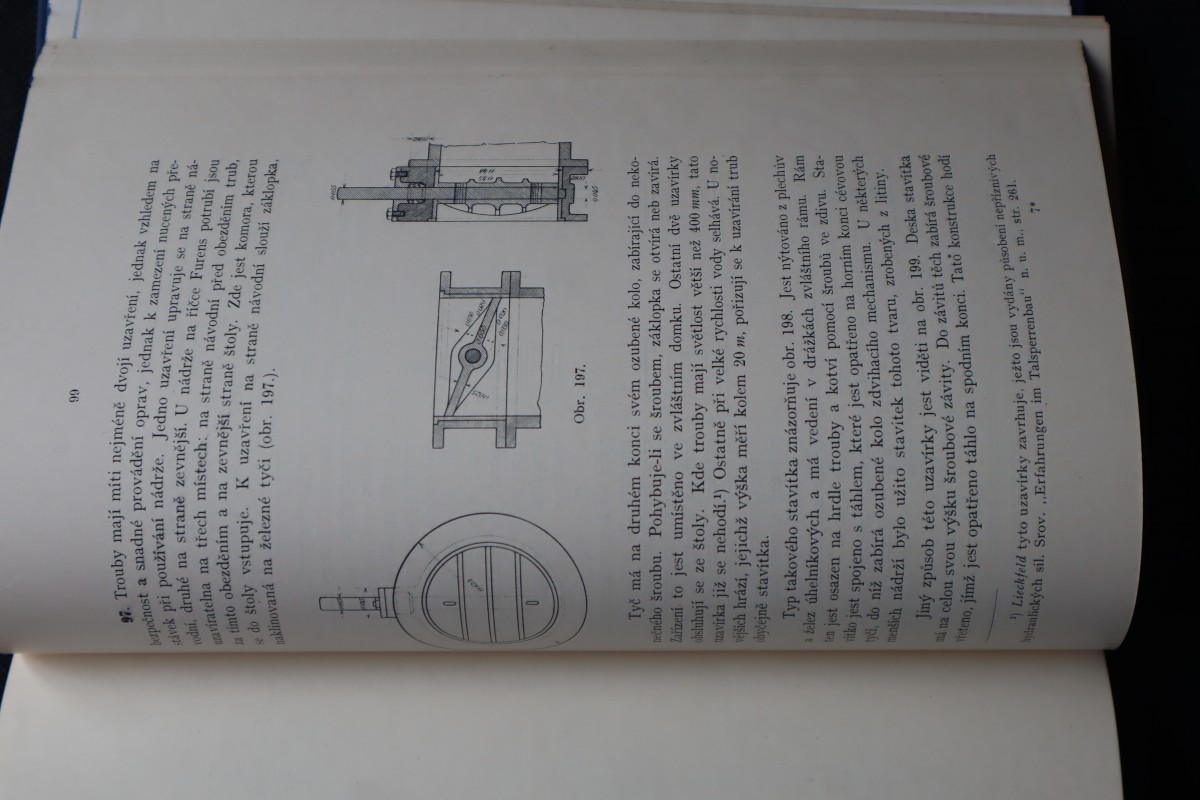 99
97. Trouby mají míti nejméně dvojí uzavření, jednak vzhledem na
bezpečnost a snadné provádění oprav, jednak k zamezení nucených pře-
stávek při používání nádrže. Jedno uzavření upravuje se na straně ná-
vodní, druhé na straně zevnější. U nádrže na říčce Furens potrubí jsou
uzavíratelna na třech místech: na straně návodní před obezděním trub,
za tímto obezděním a na zevnější straně štoly. Zde jest komora, kterou
se do štoly vstupuje. K uzavření na straně návodní slouží záklopka,
naklínovaná na železné tyči (obr. 197.).
Obr. 197.
Tyč má na druhém konci svém ozubené kolo, zabírající do neko-
nečného šroubu. Pohybuje-li se šroubem, záklopka se otvírá neb zavírá.
Zařízení to jest umístěno ve zvláštním domku. Ostatní dvě uzavírky
obsluhují se ze štoly. Kde trouby mají světlost větší než 400 mm, tato
uzavírka již se nehodí.¹) Ostatně při velké rychlosti vody selhává. U no-
vějších hrází, jejichž výška měří kolem 20 m, pořizují se k uzavírání trub
obyčejně stavítka.
Typ takového stavítka znázorňuje obr. 198. Jest nýtováno z plechův
a želez úhelníkových a má vedení v drážkách zvláštního rámu. Rám
ten jest osazen na hrdle trouby a kotví pomocí šroubů ve zdivu. Sta-
vítko jest spojeno s táhlem, které jest opatřeno na horním konci cévovou
tyčí, do níž zabírá ozubené kolo zdvihacího mechanismu. U některých
menších nádrží bylo užito stavítek tohoto tvaru, zrobených z litiny.
Jiný způsob této uzavírky jest viděti na obr. 199. Deska stavítka
má na celou svou výšku šroubové závity. Do závitů těch zabírá šroubové
vřeteno, jímž jest opatřeno táhlo na spodním konci. Tato konstrukce hodí
¹) Liechfeld tyto uzavírky zavrhuje, ježto jsou vydány působení nepříznivých
hydraulických sil. Srov. ,,Erfahrungen im Talsperrenbau" n. u. m., str. 261.
7*